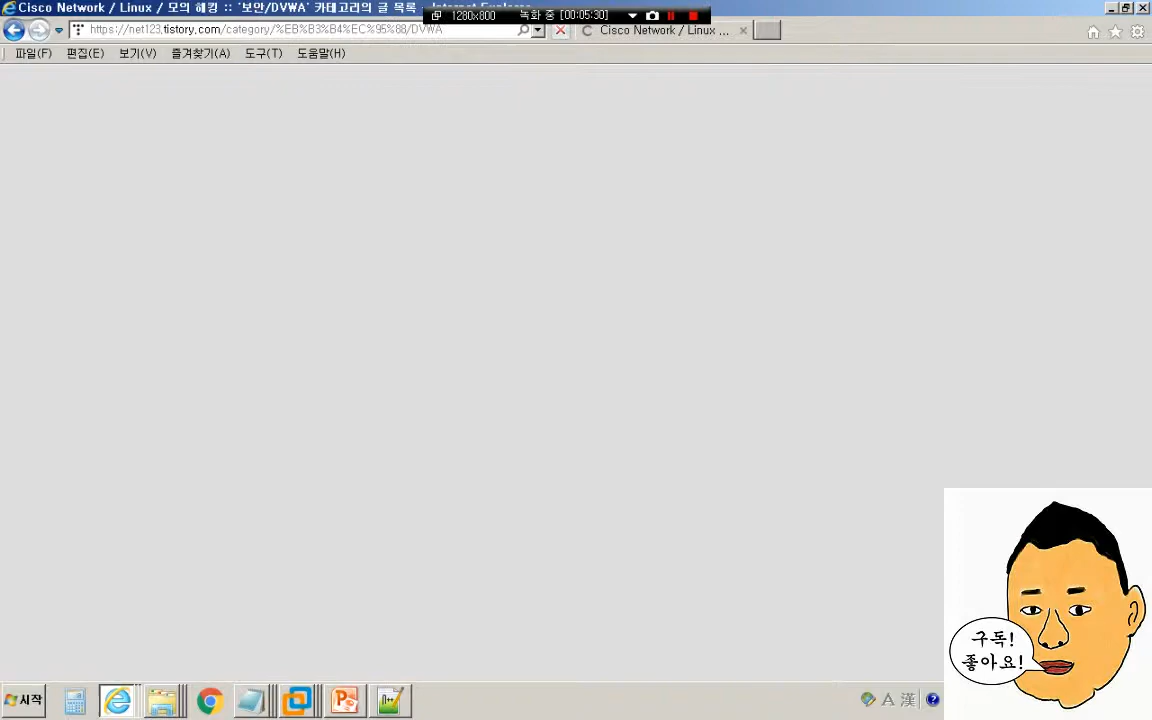 Cisco Network / Linux / 모의 해킹 :: '보안/DVWA' 카테고리의 글 목록 - Internet Explorer
1280x800 녹화 중 [00:05:30]
https://net123.tistory.com/category/%EB%B3%B4%EC%95%88/DVWA
Cisco Network / Linux ...
파일(F) 편집(E) 보기(V) 즐겨찾기(A) 도구(T) 도움말(H)
구독!
좋아요!
시작
A 漢